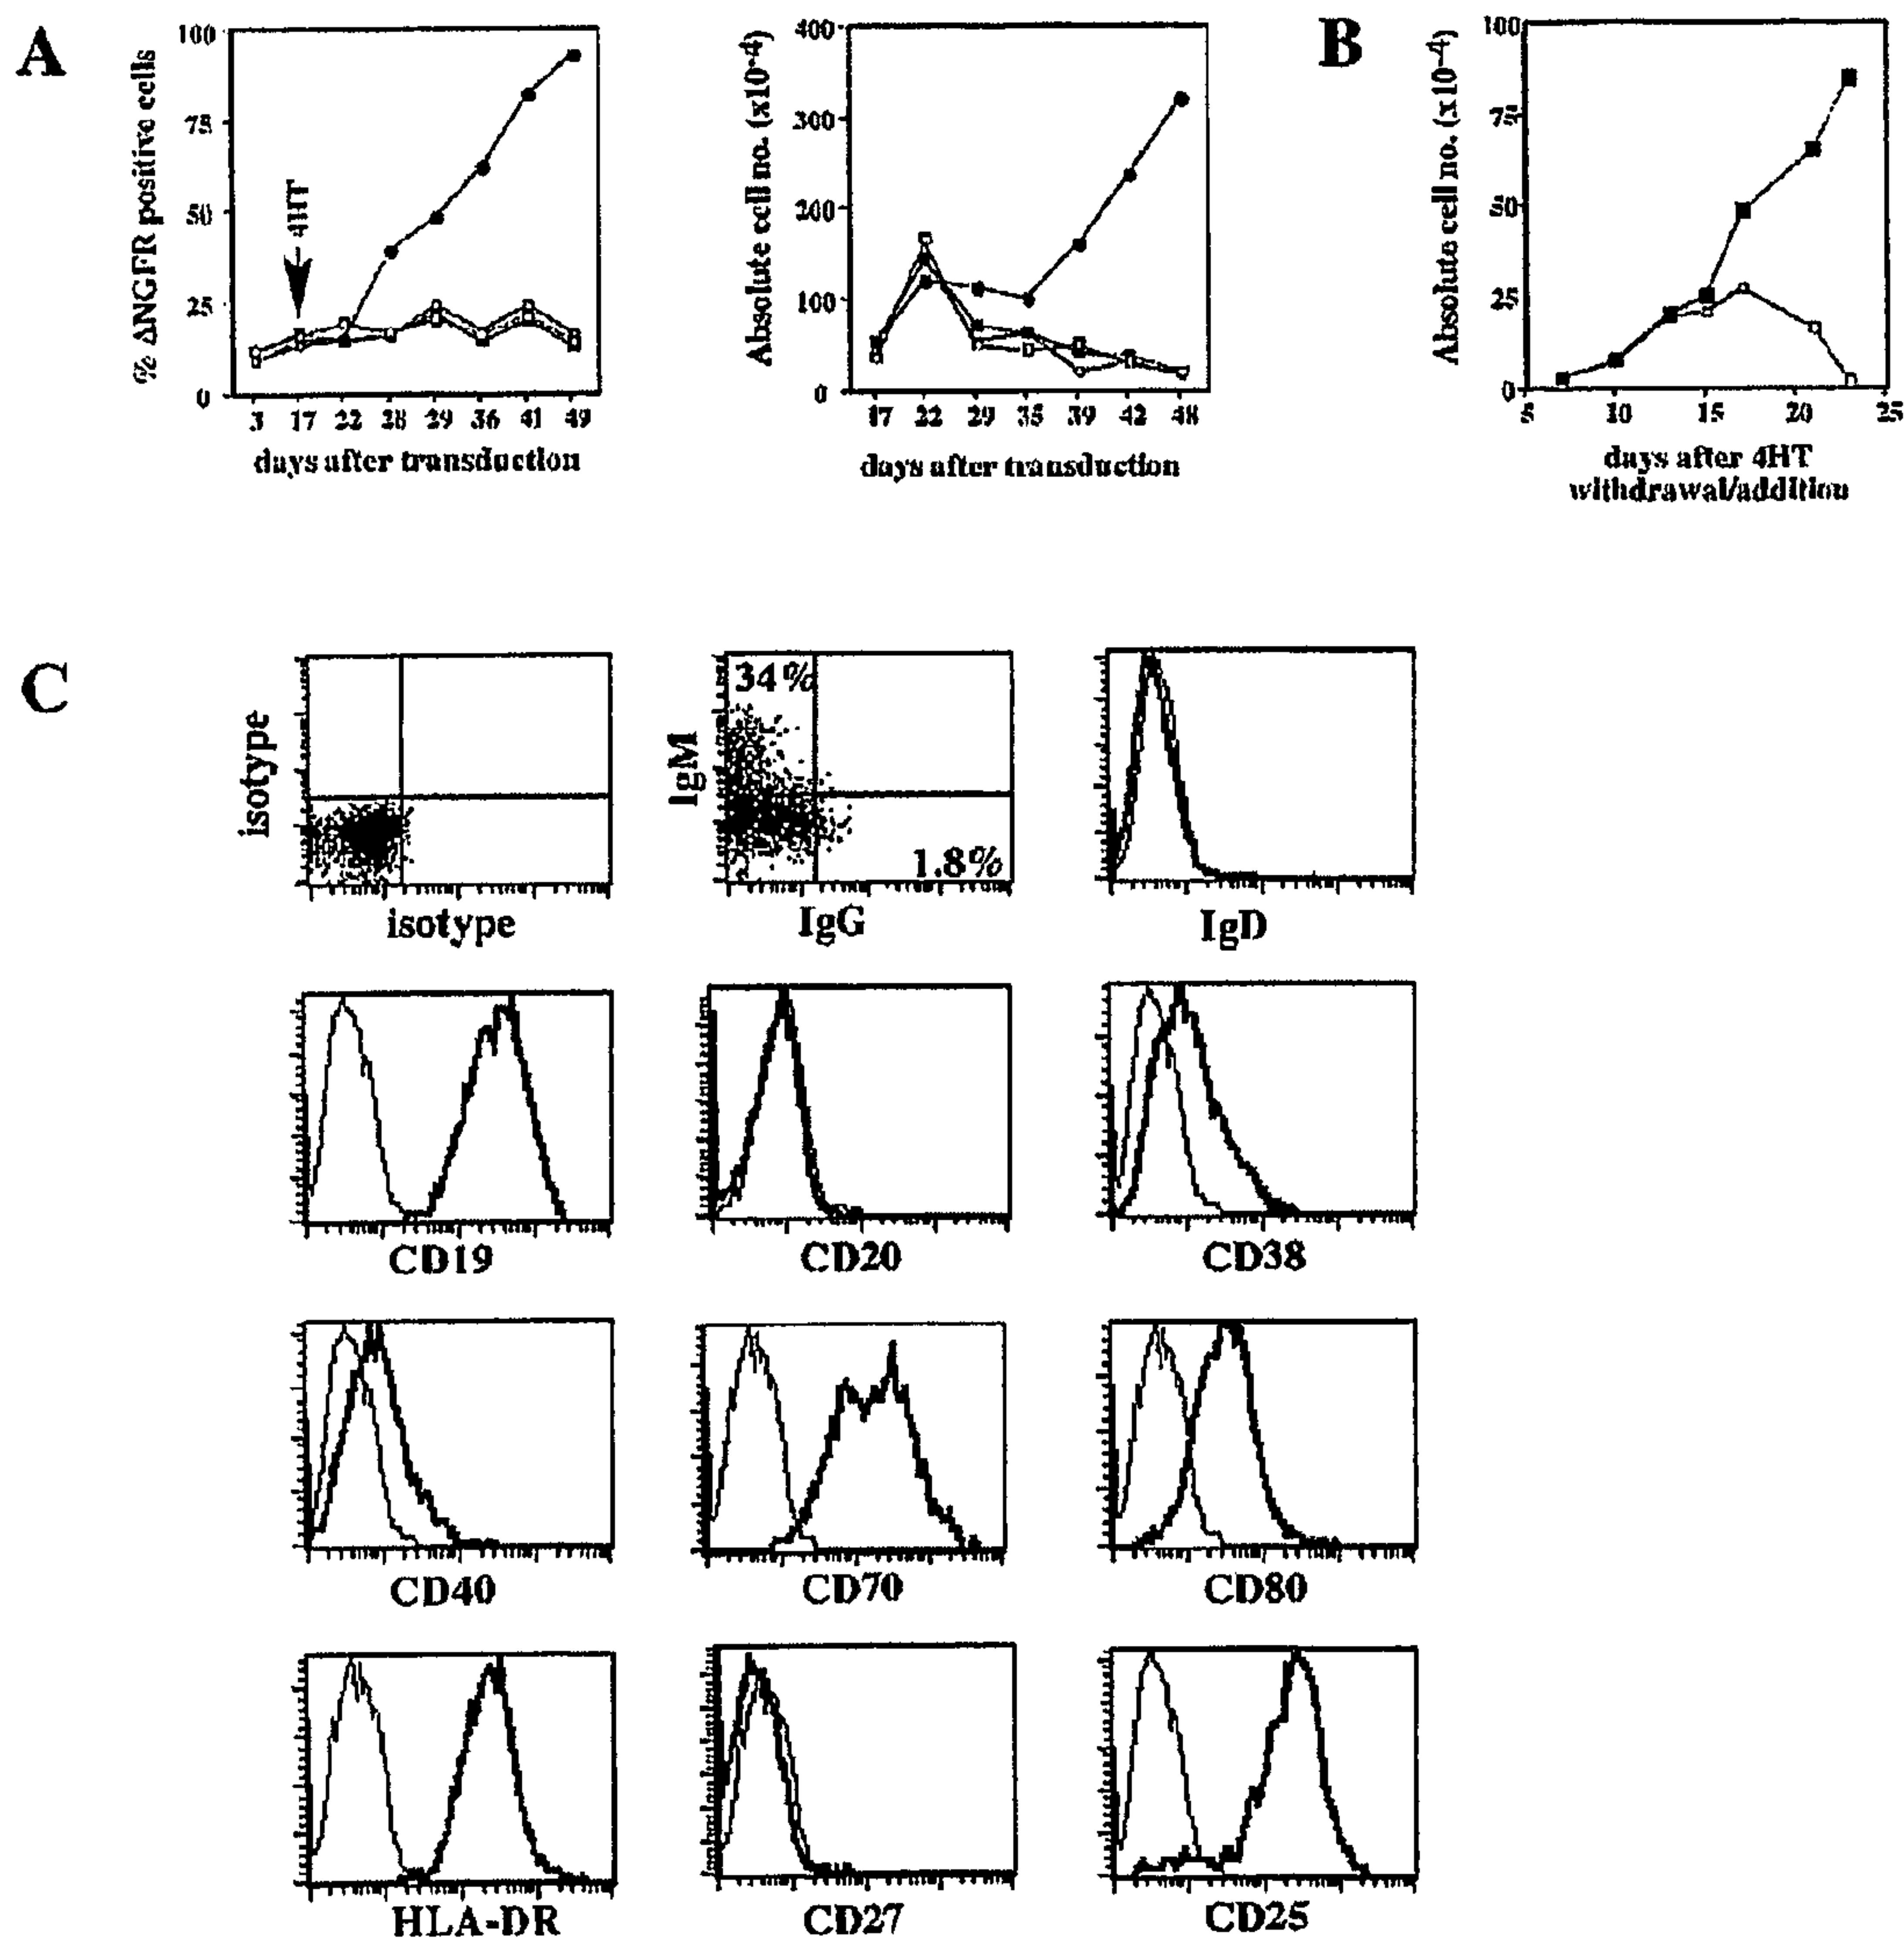 A
% ΔNGFR positive cells
100
75
50
25
0
4HT
3 17 22 28 29 36 41 49
days after transduction
Absolute cell no. (x10-4)
400
300
200
100
0
17 22 29 35 39 42 48
days after transduction
B
Absolute cell no. (x10-4)
100
75
50
25
0
5 10 15 20 25
days after 4HT
withdrawal/addition
C
isotype
isotype
IgM
34%
1.8%
IgG
IgD
CD19
CD20
CD38
CD40
CD70
CD80
HLA-DR
CD27
CD25